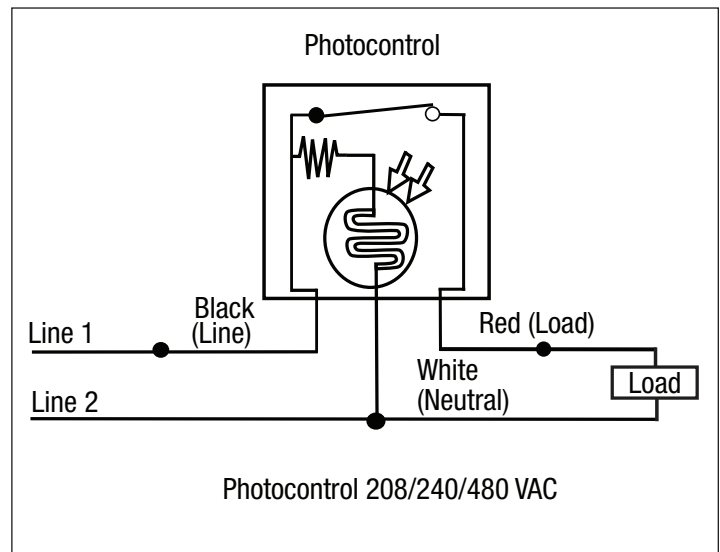 Photocontrol
Black
(Line)
Line 1
Red (Load)
White
(Neutral)
Load
Line 2
Photocontrol 208/240/480 VAC